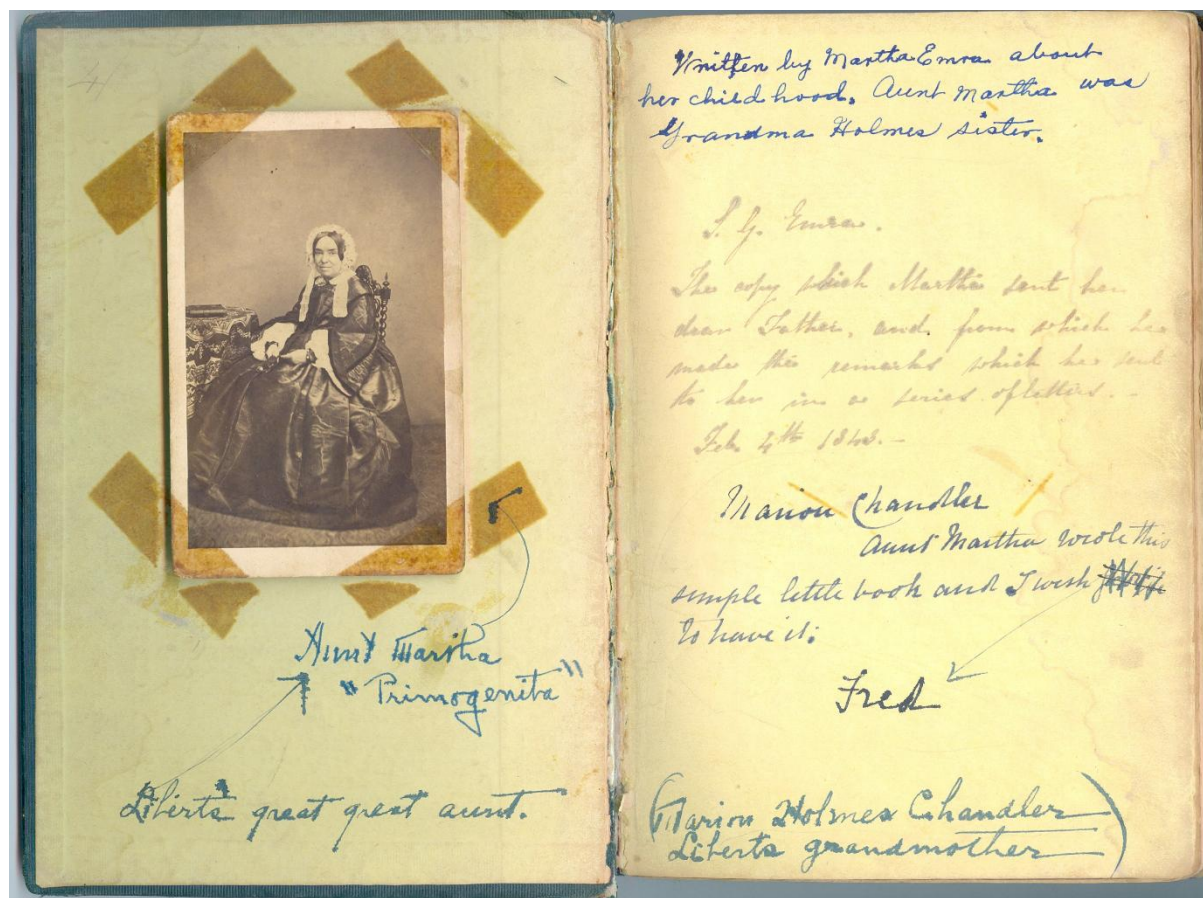 Aunt Martha
"Primogenita"
Liberta's great great aunt.
Written by Martha Emra about
her childhood. Aunt Martha was
Grandma Holmes sister.
S. G. Emra.
The copy which Martha sent her
dear Father, and from which he
made the remarks which he sent
to her in a series of letters. -
Feb. 4th 1843. -
Marion Chandler
Aunt Martha wrote this
simple little book and I wish
to have it.
Fred
(Marion Holmes Chandler
Liberta grandmother)